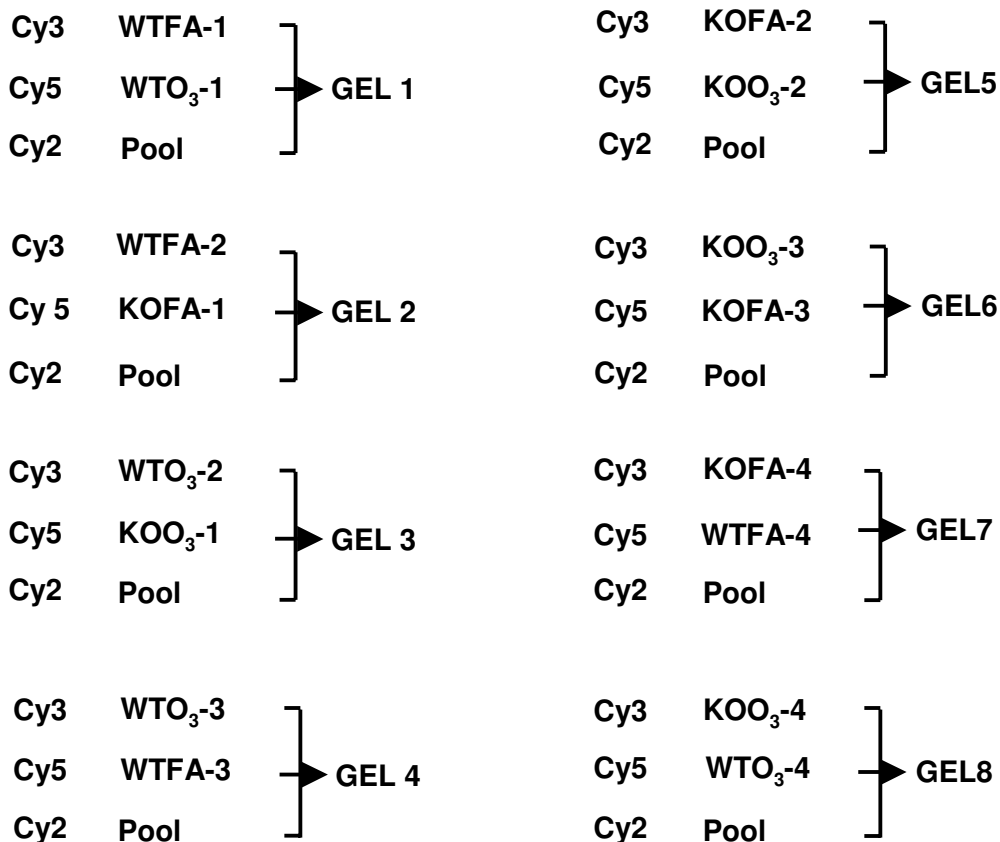 Cy3 WTFA-1
Cy5 WTO₃-1 GEL 1
Cy2 Pool
Cy3 WTFA-2
Cy 5 KOFA-1 GEL 2
Cy2 Pool
Cy3 WTO₃-2
Cy5 KOO₃-1 GEL 3
Cy2 Pool
Cy3 WTO₃-3
Cy5 WTFA-3 GEL 4
Cy2 Pool
Cy3 KOFA-2
Cy5 KOO₃-2 GEL5
Cy2 Pool
Cy3 KOO₃-3
Cy5 KOFA-3 GEL6
Cy2 Pool
Cy3 KOFA-4
Cy5 WTFA-4 GEL7
Cy2 Pool
Cy3 KOO₃-4
Cy5 WTO₃-4 GEL8
Cy2 Pool